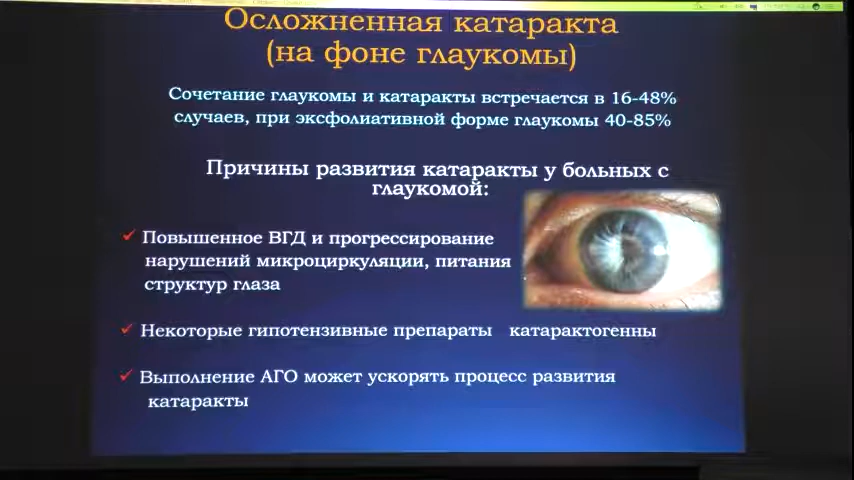 Осложненная катаракта
(на фоне глаукомы)
Сочетание глаукомы и катаракты встречается в 16-48%
случаев, при эксфолиативной форме глаукомы 40-85%
Причины развития катаракты у больных с
глаукомой:
✓ Повышенное ВГД и прогрессирование
нарушений микроциркуляции, питания
структур глаза
✓ Некоторые гипотензивные препараты катарактогенны
✓ Выполнение АГО может ускорять процесс развития
катаракты